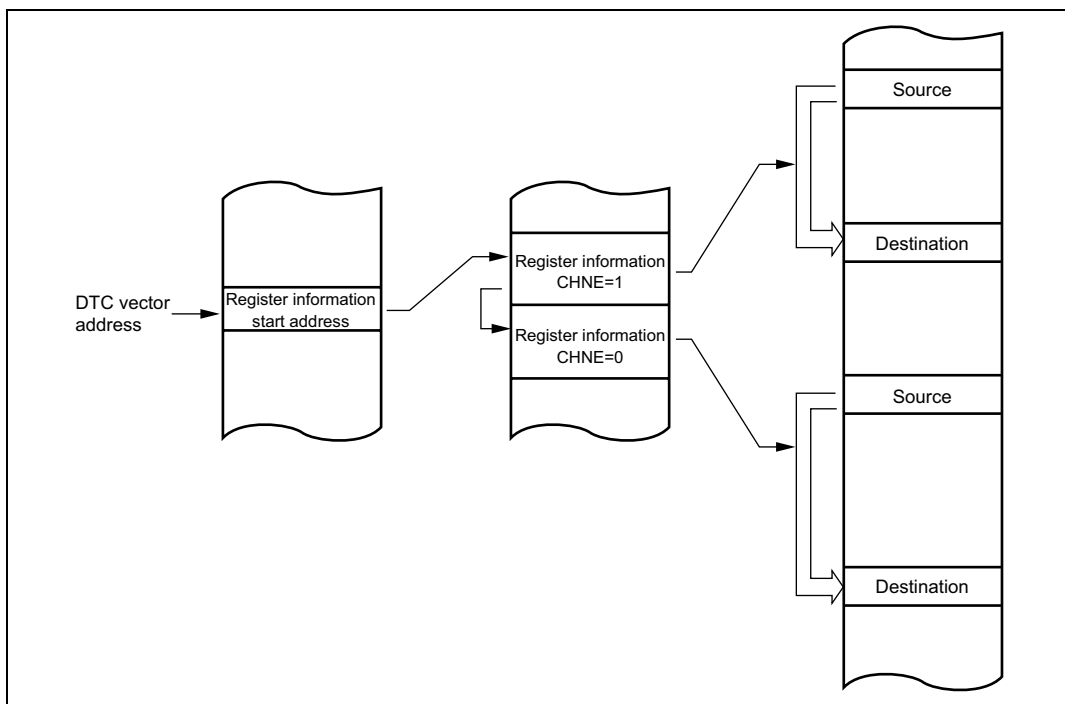 DTC vector
address
Register information
start address
Register information
CHNE=1
Register information
CHNE=0
Source
Destination
Source
Destination